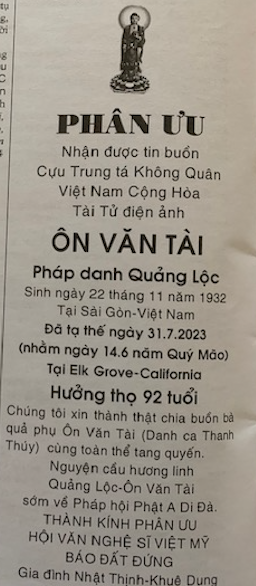 PHÂN ƯU
Nhận được tin buồn
Cựu Trung tá Không Quân
Việt Nam Cộng Hòa
Tài Tử điện ảnh
ÔN VĂN TÀI
Pháp danh Quảng Lộc
Sinh ngày 22 tháng 11 năm 1932
Tại Sài Gòn-Việt Nam
Đã tạ thế ngày 31.7.2023
(nhằm ngày 14.6 năm Quý Mão)
Tại Elk Grove-California
Hưởng thọ 92 tuổi
Chúng tôi xin thành thật chia buồn bà
quả phụ Ôn Văn Tài (Danh ca Thanh
Thúy) cùng toàn thể tang quyến.
Nguyện cầu hương linh
Quảng Lộc-Ôn Văn Tài
sớm về Pháp hội Phật A Di Đà.
THÀNH KÍNH PHÂN ƯU
HỘI VĂN NGHỆ SĨ VIỆT MỸ
BÁO ĐẤT ĐỨNG
Gia đình Nhật Thịnh-Khuê Dung